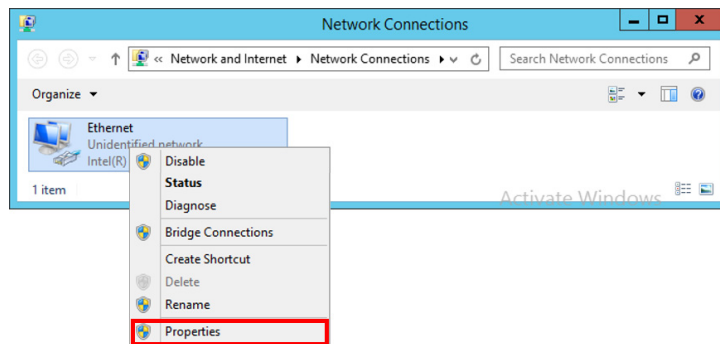 Network Connections
« Network and Internet Network Connections
Search Network Connections
Organize
Ethernet
Unidentified network
Intel(R)
1 item
Activate Windows
Disable
Status
Diagnose
Bridge Connections
Create Shortcut
Delete
Rename
Properties